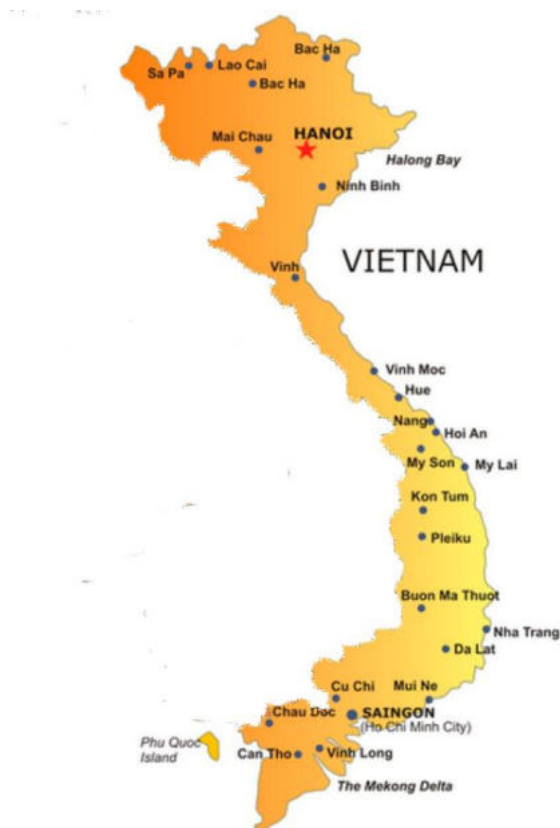 Bac Ha
Sa Pa
Lao Cai
Bac Ha
HANOI
Mai Chau
Halong Bay
Ninh Binh
VIETNAM
Vinh
Vinh Moc
Hue
Nang
Hoi An
My Son
My Lai
Kon Tum
Pleiku
Buon Ma Thuot
Nha Trang
Da Lat
Cu Chi
Mui Ne
Chau Doc
SAINGON
(Ho Chi Minh City)
Phu Quoc
Island
Can Tho
Vinh Long
The Mekong Delta